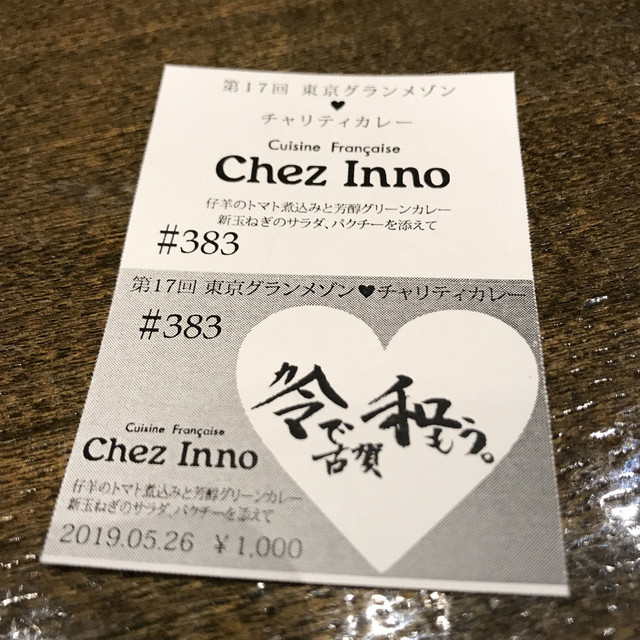 第17回 東京グランメゾン
♥
チャリティカレー
Cuisine Française
Chez Inno
仔羊のトマト煮込みと芳醇グリーンカレー
新玉ねぎのサラダ、パクチーを添えて
#383
第17回 東京グランメゾン♥チャリティカレー
#383
カ令で 和もう。
古賀
Cuisine Française
Chez Inno
仔羊のトマト煮込みと芳醇グリーンカレー
新玉ねぎのサラダ、パクチーを添えて
2019.05.26 ¥1,000